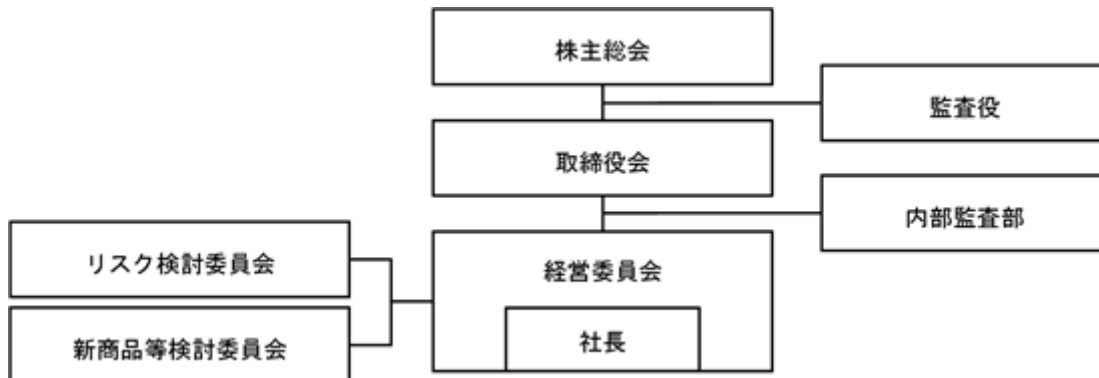 株主総会
監査役
取締役会
内部監査部
リスク検討委員会
経営委員会
新商品等検討委員会
社長